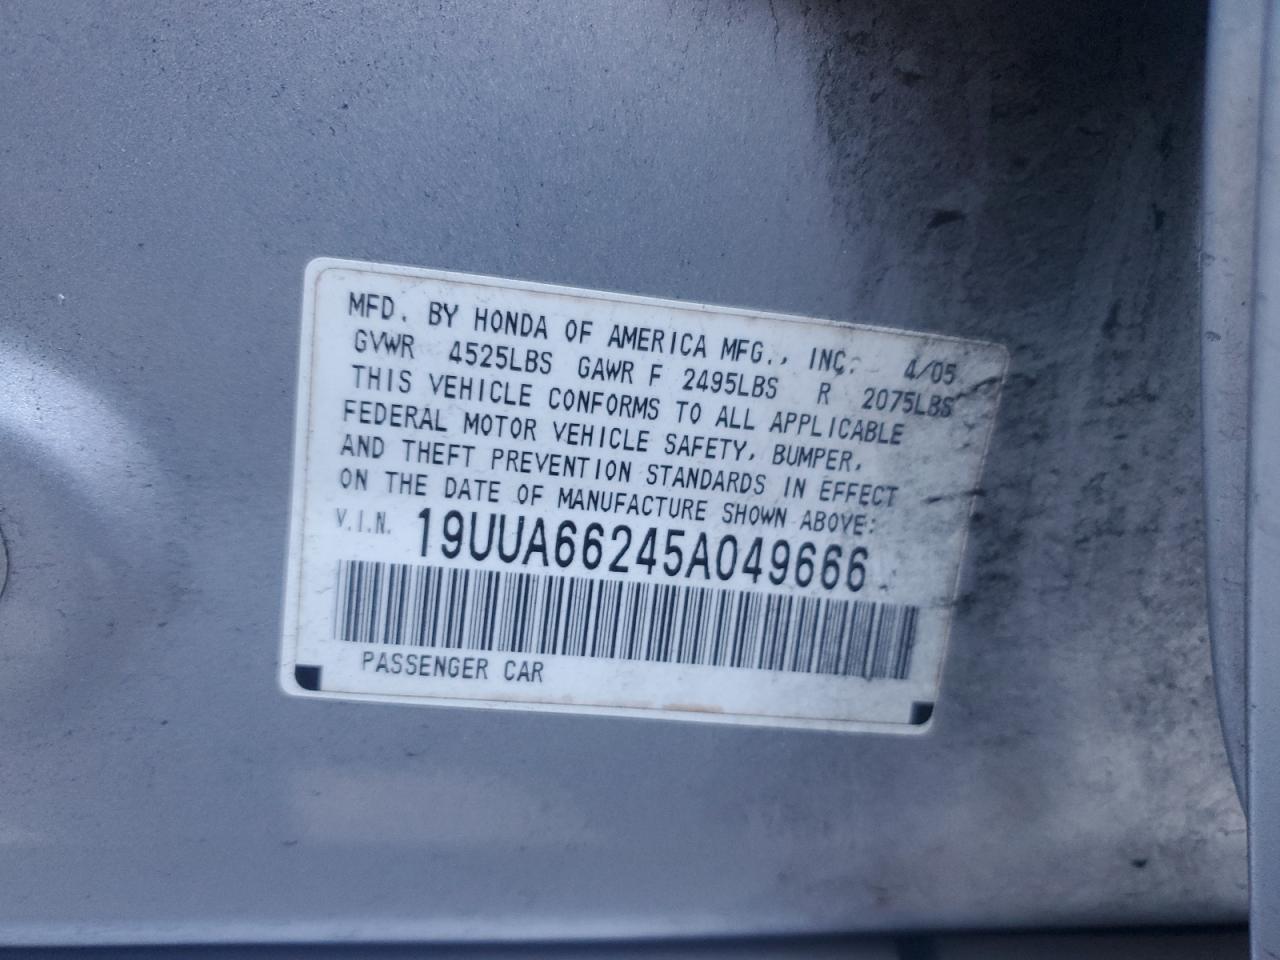 MFD. BY HONDA OF AMERICA MFG., INC. 4/05
GVWR 4525LBS GAWR F 2495LBS R 2075LBS
THIS VEHICLE CONFORMS TO ALL APPLICABLE
FEDERAL MOTOR VEHICLE SAFETY, BUMPER,
AND THEFT PREVENTION STANDARDS IN EFFECT
ON THE DATE OF MANUFACTURE SHOWN ABOVE:
V.I.N. 19UUA66245A049666
PASSENGER CAR